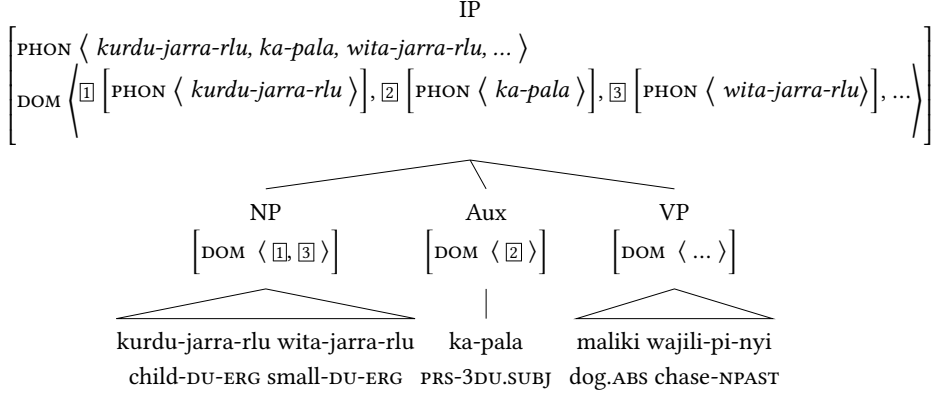 IP
PHON ⟨ kurdu-jarra-rlu, ka-pala, wita-jarra-rlu, … ⟩
DOM ⟨ 1 [PHON ⟨ kurdu-jarra-rlu ⟩], 2 [PHON ⟨ ka-pala ⟩], 3 [PHON ⟨ wita-jarra-rlu⟩], … ⟩
NP Aux VP
[DOM ⟨ 1, 3 ⟩] [DOM ⟨ 2 ⟩] [DOM ⟨ … ⟩]
kurdu-jarra-rlu wita-jarra-rlu ka-pala maliki wajili-pi-nyi
child-DU-ERG small-DU-ERG PRS-3DU.SUBJ dog.ABS chase-NPAST